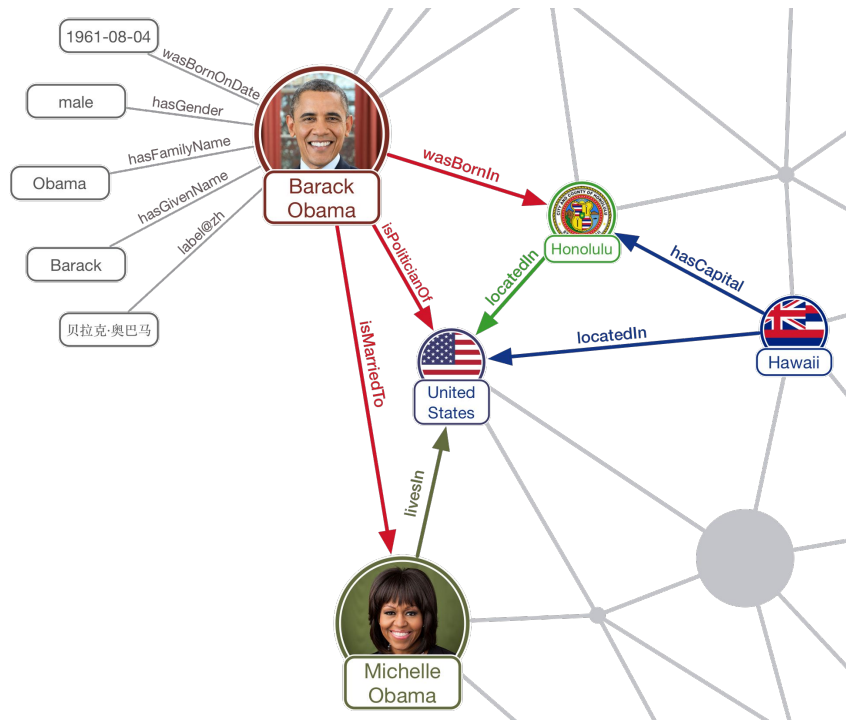 1961-08-04
wasBornOnDate
male
hasGender
hasFamilyName
Obama
hasGivenName
Barack
label@zh
贝拉克·奥巴马
Barack
Obama
wasBornIn
isPoliticianOf
isMarriedTo
Honolulu
locatedIn
hasCapital
locatedIn
Hawaii
United
States
livesIn
Michelle
Obama